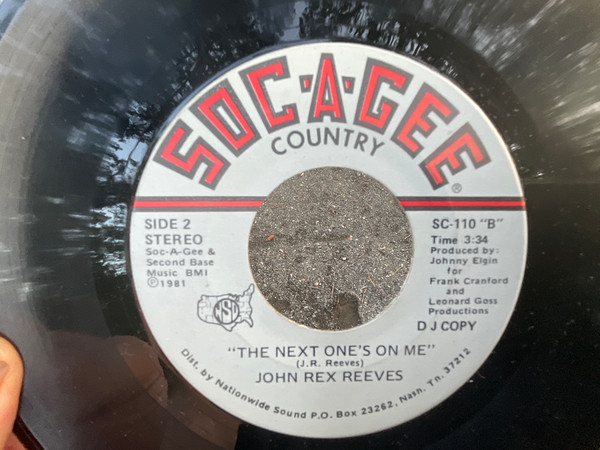 SOC·A·GEE®
COUNTRY
SIDE 2
STEREO
Soc-A-Gee &
Second Base
Music BMI
℗1981
SC-110 "B"
Time 3:34
Produced by:
Johnny Elgin
for
Frank Cranford
and
Leonard Goss
Productions
D J COPY
NSD
"THE NEXT ONE'S ON ME"
(J.R. Reeves)
JOHN REX REEVES
Dist. by Nationwide Sound P.O. Box 23262, Nash. Tn. 37212